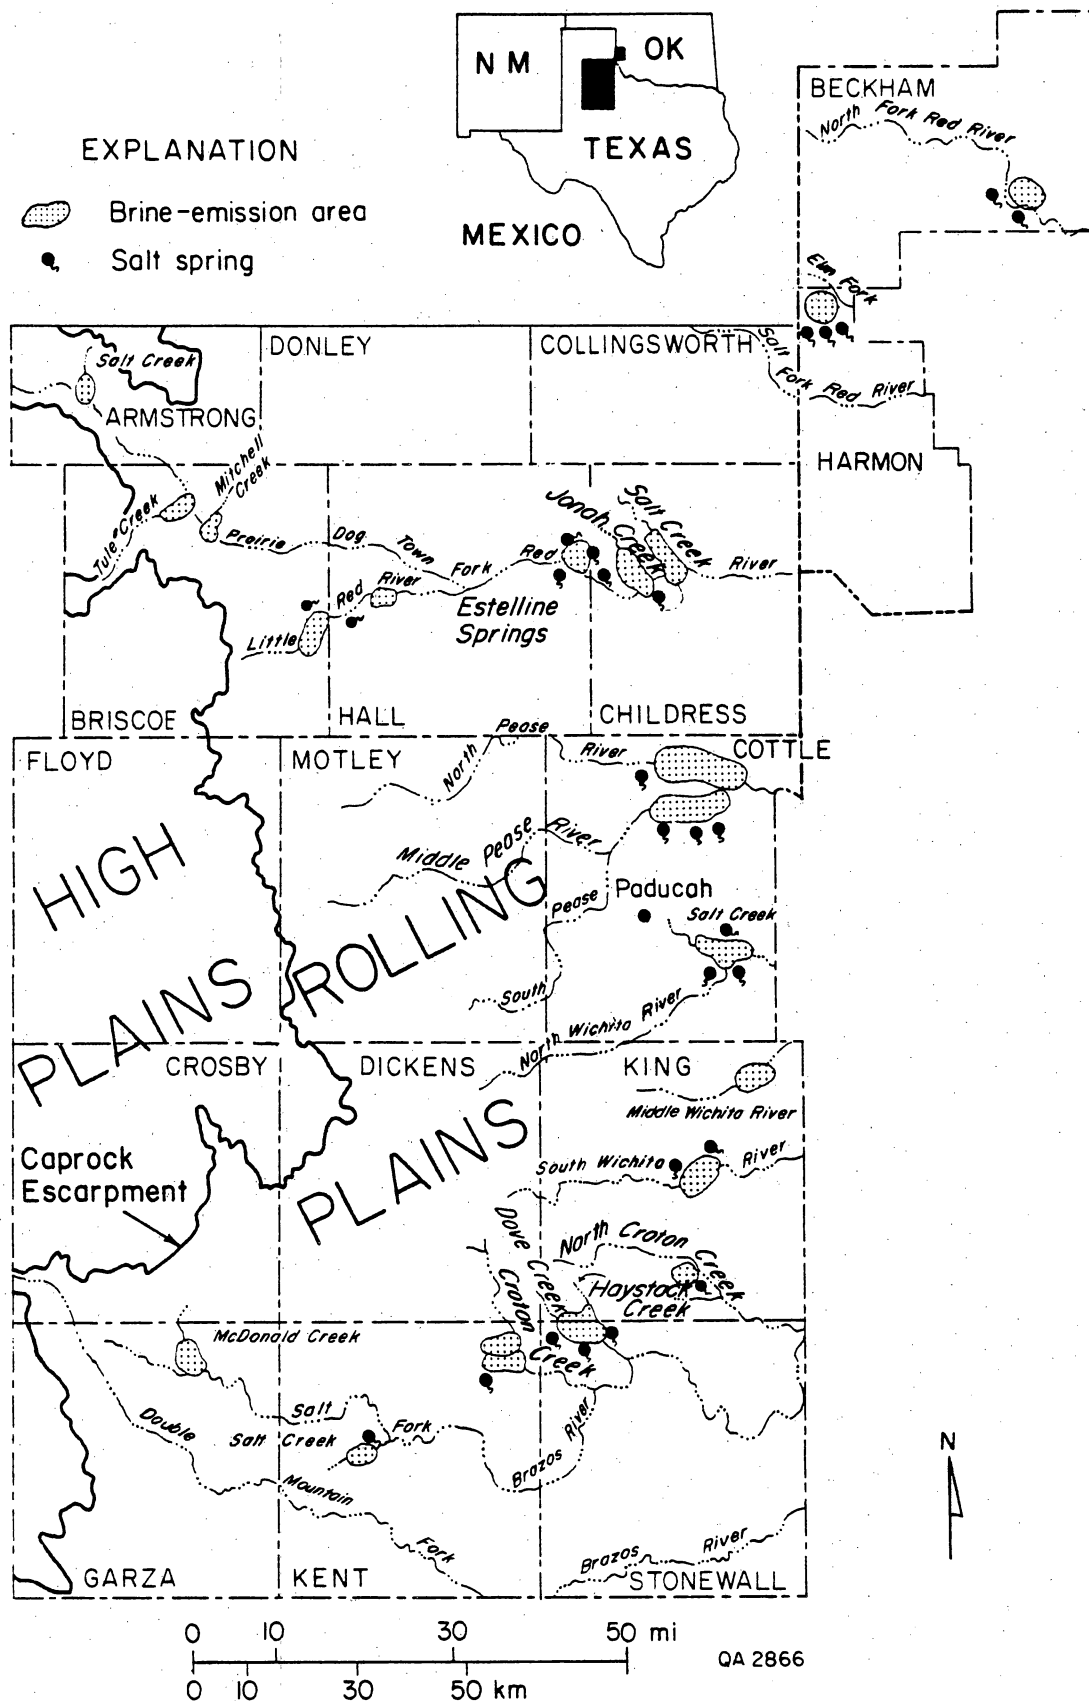 N M
OK
TEXAS
MEXICO
EXPLANATION
Brine-emission area
Salt spring
BECKHAM
North Fork Red River
Elm Fork
Salt Creek
ARMSTRONG
DONLEY
COLLINGSWORTH
Salt Fork Red River
HARMON
Mitchell
Creek
Tule Creek
Prairie Dog Town Fork Red River
Jonah Creek
Salt Creek
Little Red River
Estelline
Springs
BRISCOE
HALL
CHILDRESS
FLOYD
MOTLEY
COTTLE
North Pease River
Middle Pease River
South Pease
Paducah
Salt Creek
HIGH
PLAINS
ROLLING
PLAINS
North Wichita River
CROSBY
DICKENS
KING
Middle Wichita River
South Wichita River
Caprock
Escarpment
Dove Creek
Croton Creek
North Croton Creek
Haystack
Creek
McDonald Creek
Salt Fork Brazos River
Salt Creek
Double Mountain Fork Brazos River
GARZA
KENT
STONEWALL
N
0 10 30 50 mi
0 10 30 50 km
QA 2866